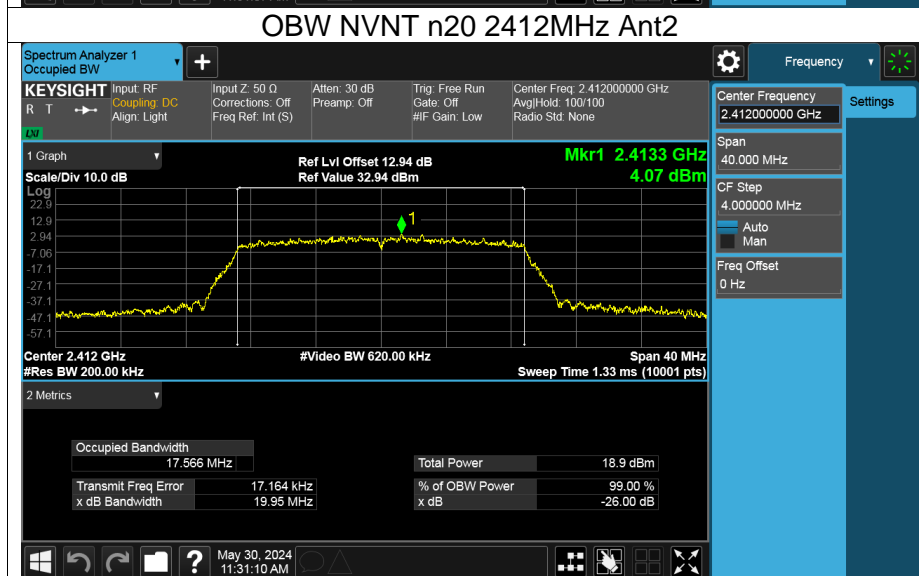 OBW NVNT n20 2412MHz Ant2
Spectrum Analyzer 1
Occupied BW
+
Frequency
KEYSIGHT
R T
LXI
Input: RF
Coupling: DC
Align: Light
Input Z: 50 Ω
Corrections: Off
Freq Ref: Int (S)
Atten: 30 dB
Preamp: Off
Trig: Free Run
Gate: Off
#IF Gain: Low
Center Freq: 2.412000000 GHz
Avg|Hold: 100/100
Radio Std: None
Center Frequency
2.412000000 GHz
Settings
Span
40.000 MHz
CF Step
4.000000 MHz
Auto
Man
Freq Offset
0 Hz
1 Graph
Scale/Div 10.0 dB
Ref Lvl Offset 12.94 dB
Ref Value 32.94 dBm
Mkr1 2.4133 GHz
4.07 dBm
Log
22.9
12.9
2.94
-7.06
-17.1
-27.1
-37.1
-47.1
-57.1
1
Center 2.412 GHz
#Res BW 200.00 kHz
#Video BW 620.00 kHz
Span 40 MHz
Sweep Time 1.33 ms (10001 pts)
2 Metrics
Occupied Bandwidth
17.566 MHz
Total Power 18.9 dBm
Transmit Freq Error 17.164 kHz
% of OBW Power 99.00 %
x dB Bandwidth 19.95 MHz
x dB -26.00 dB
?
May 30, 2024
11:31:10 AM